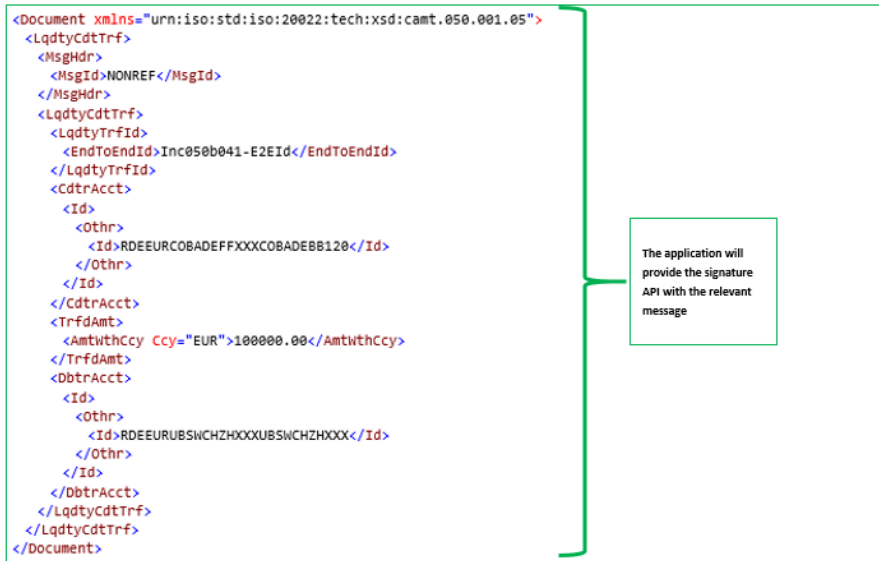 <Document xmlns="urn:iso:std:iso:20022:tech:xsd:camt.050.001.05">
<LqdtyCdtTrf>
<MsgHdr>
<MsgId>NONREF</MsgId>
</MsgHdr>
<LqdtyCdtTrf>
<LqdtyTrfId>
<EndToEndId>Inc050b041-E2EId</EndToEndId>
</LqdtyTrfId>
<CdtrAcct>
<Id>
<Othr>
<Id>RDEEURCOBADEFFXXXCOBADEBB120</Id>
</Othr>
</Id>
</CdtrAcct>
<TrfdAmt>
<AmtWthCcy Ccy="EUR">100000.00</AmtWthCcy>
</TrfdAmt>
<DbtrAcct>
<Id>
<Othr>
<Id>RDEEURUBSWCHZHXXXUBSWCHZHXXX</Id>
</Othr>
</Id>
</DbtrAcct>
</LqdtyCdtTrf>
</LqdtyCdtTrf>
</Document>
The application will
provide the signature
API with the relevant
message